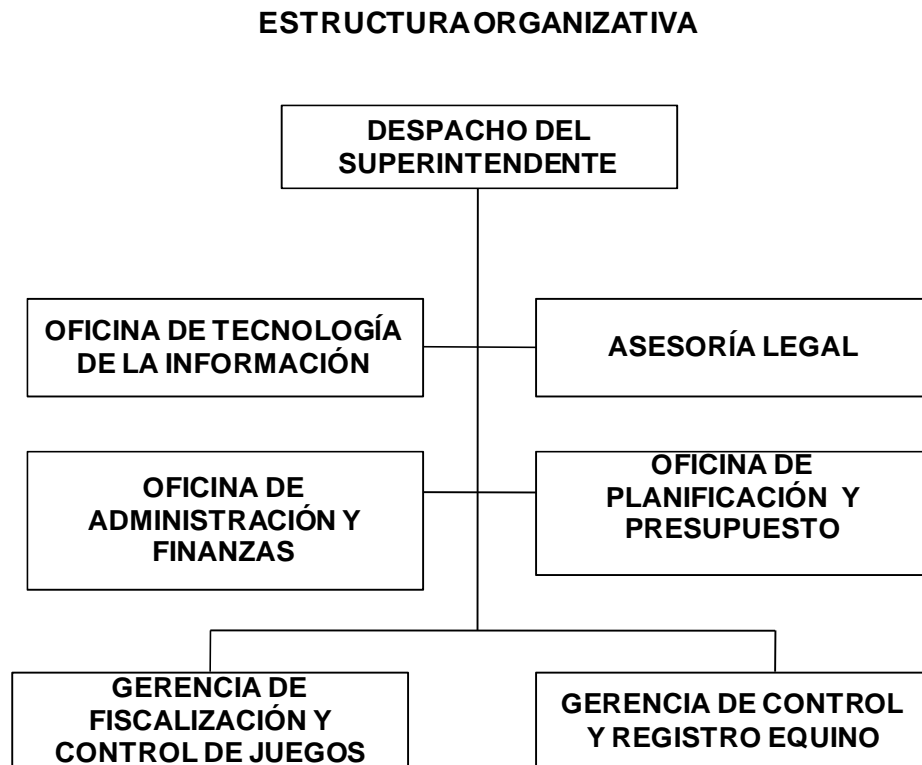 ESTRUCTURA ORGANIZATIVA
DESPACHO DEL
SUPERINTENDENTE
OFICINA DE TECNOLOGÍA
DE LA INFORMACIÓN
ASESORÍA LEGAL
OFICINA DE
ADMINISTRACIÓN Y
FINANZAS
OFICINA DE
PLANIFICACIÓN Y
PRESUPUESTO
GERENCIA DE
FISCALIZACIÓN Y
CONTROL DE JUEGOS
GERENCIA DE CONTROL
Y REGISTRO EQUINO